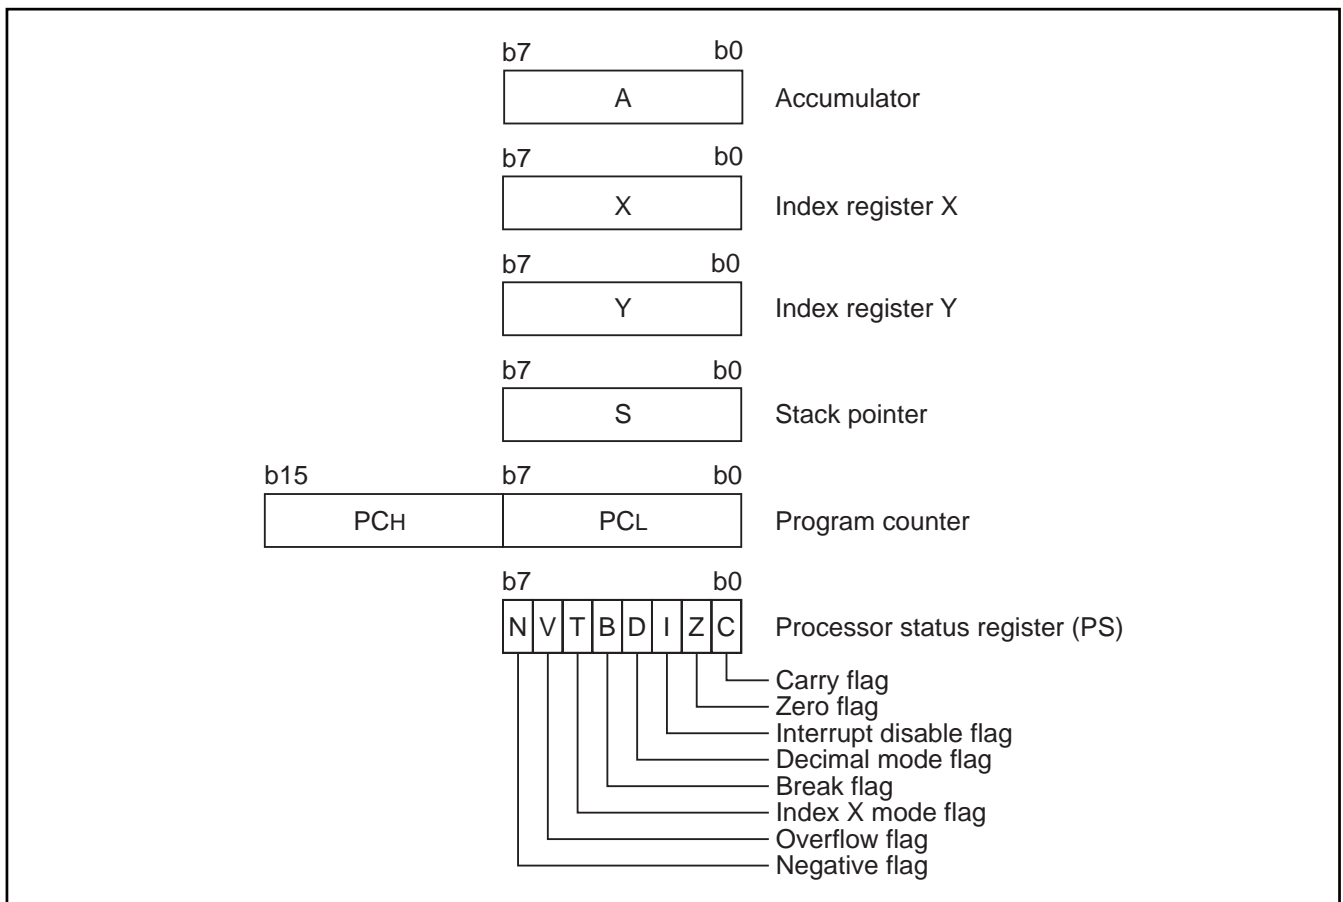 b7 b0
A Accumulator
b7 b0
X Index register X
b7 b0
Y Index register Y
b7 b0
S Stack pointer
b15 b7 b0
PCH PCL Program counter
b7 b0
N V T B D I Z C Processor status register (PS)
Carry flag
Zero flag
Interrupt disable flag
Decimal mode flag
Break flag
Index X mode flag
Overflow flag
Negative flag